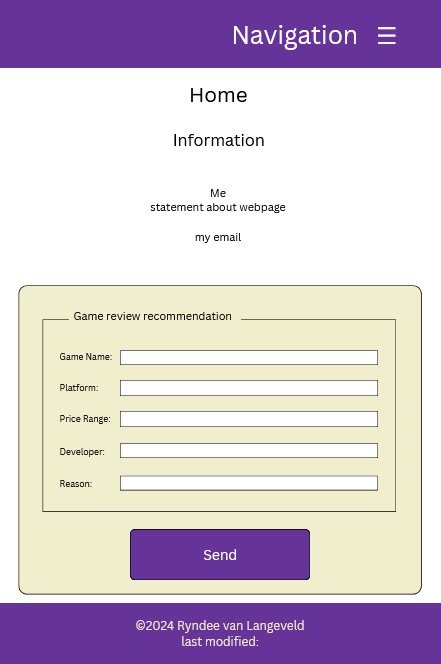 Navigation ☰
Home
Information
Me
statement about webpage
my email
Game review recommendation
Game Name:
Platform:
Price Range:
Developer:
Reason:
Send
©2024 Ryndee van Langeveld
last modified: